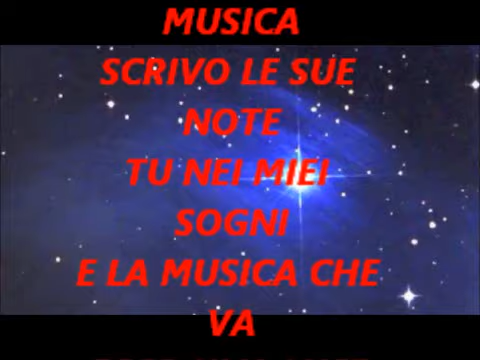 MUSICA
SCRIVO LE SUE
NOTE
TU NEI MIEI
SOGNI
E LA MUSICA CHE
VA